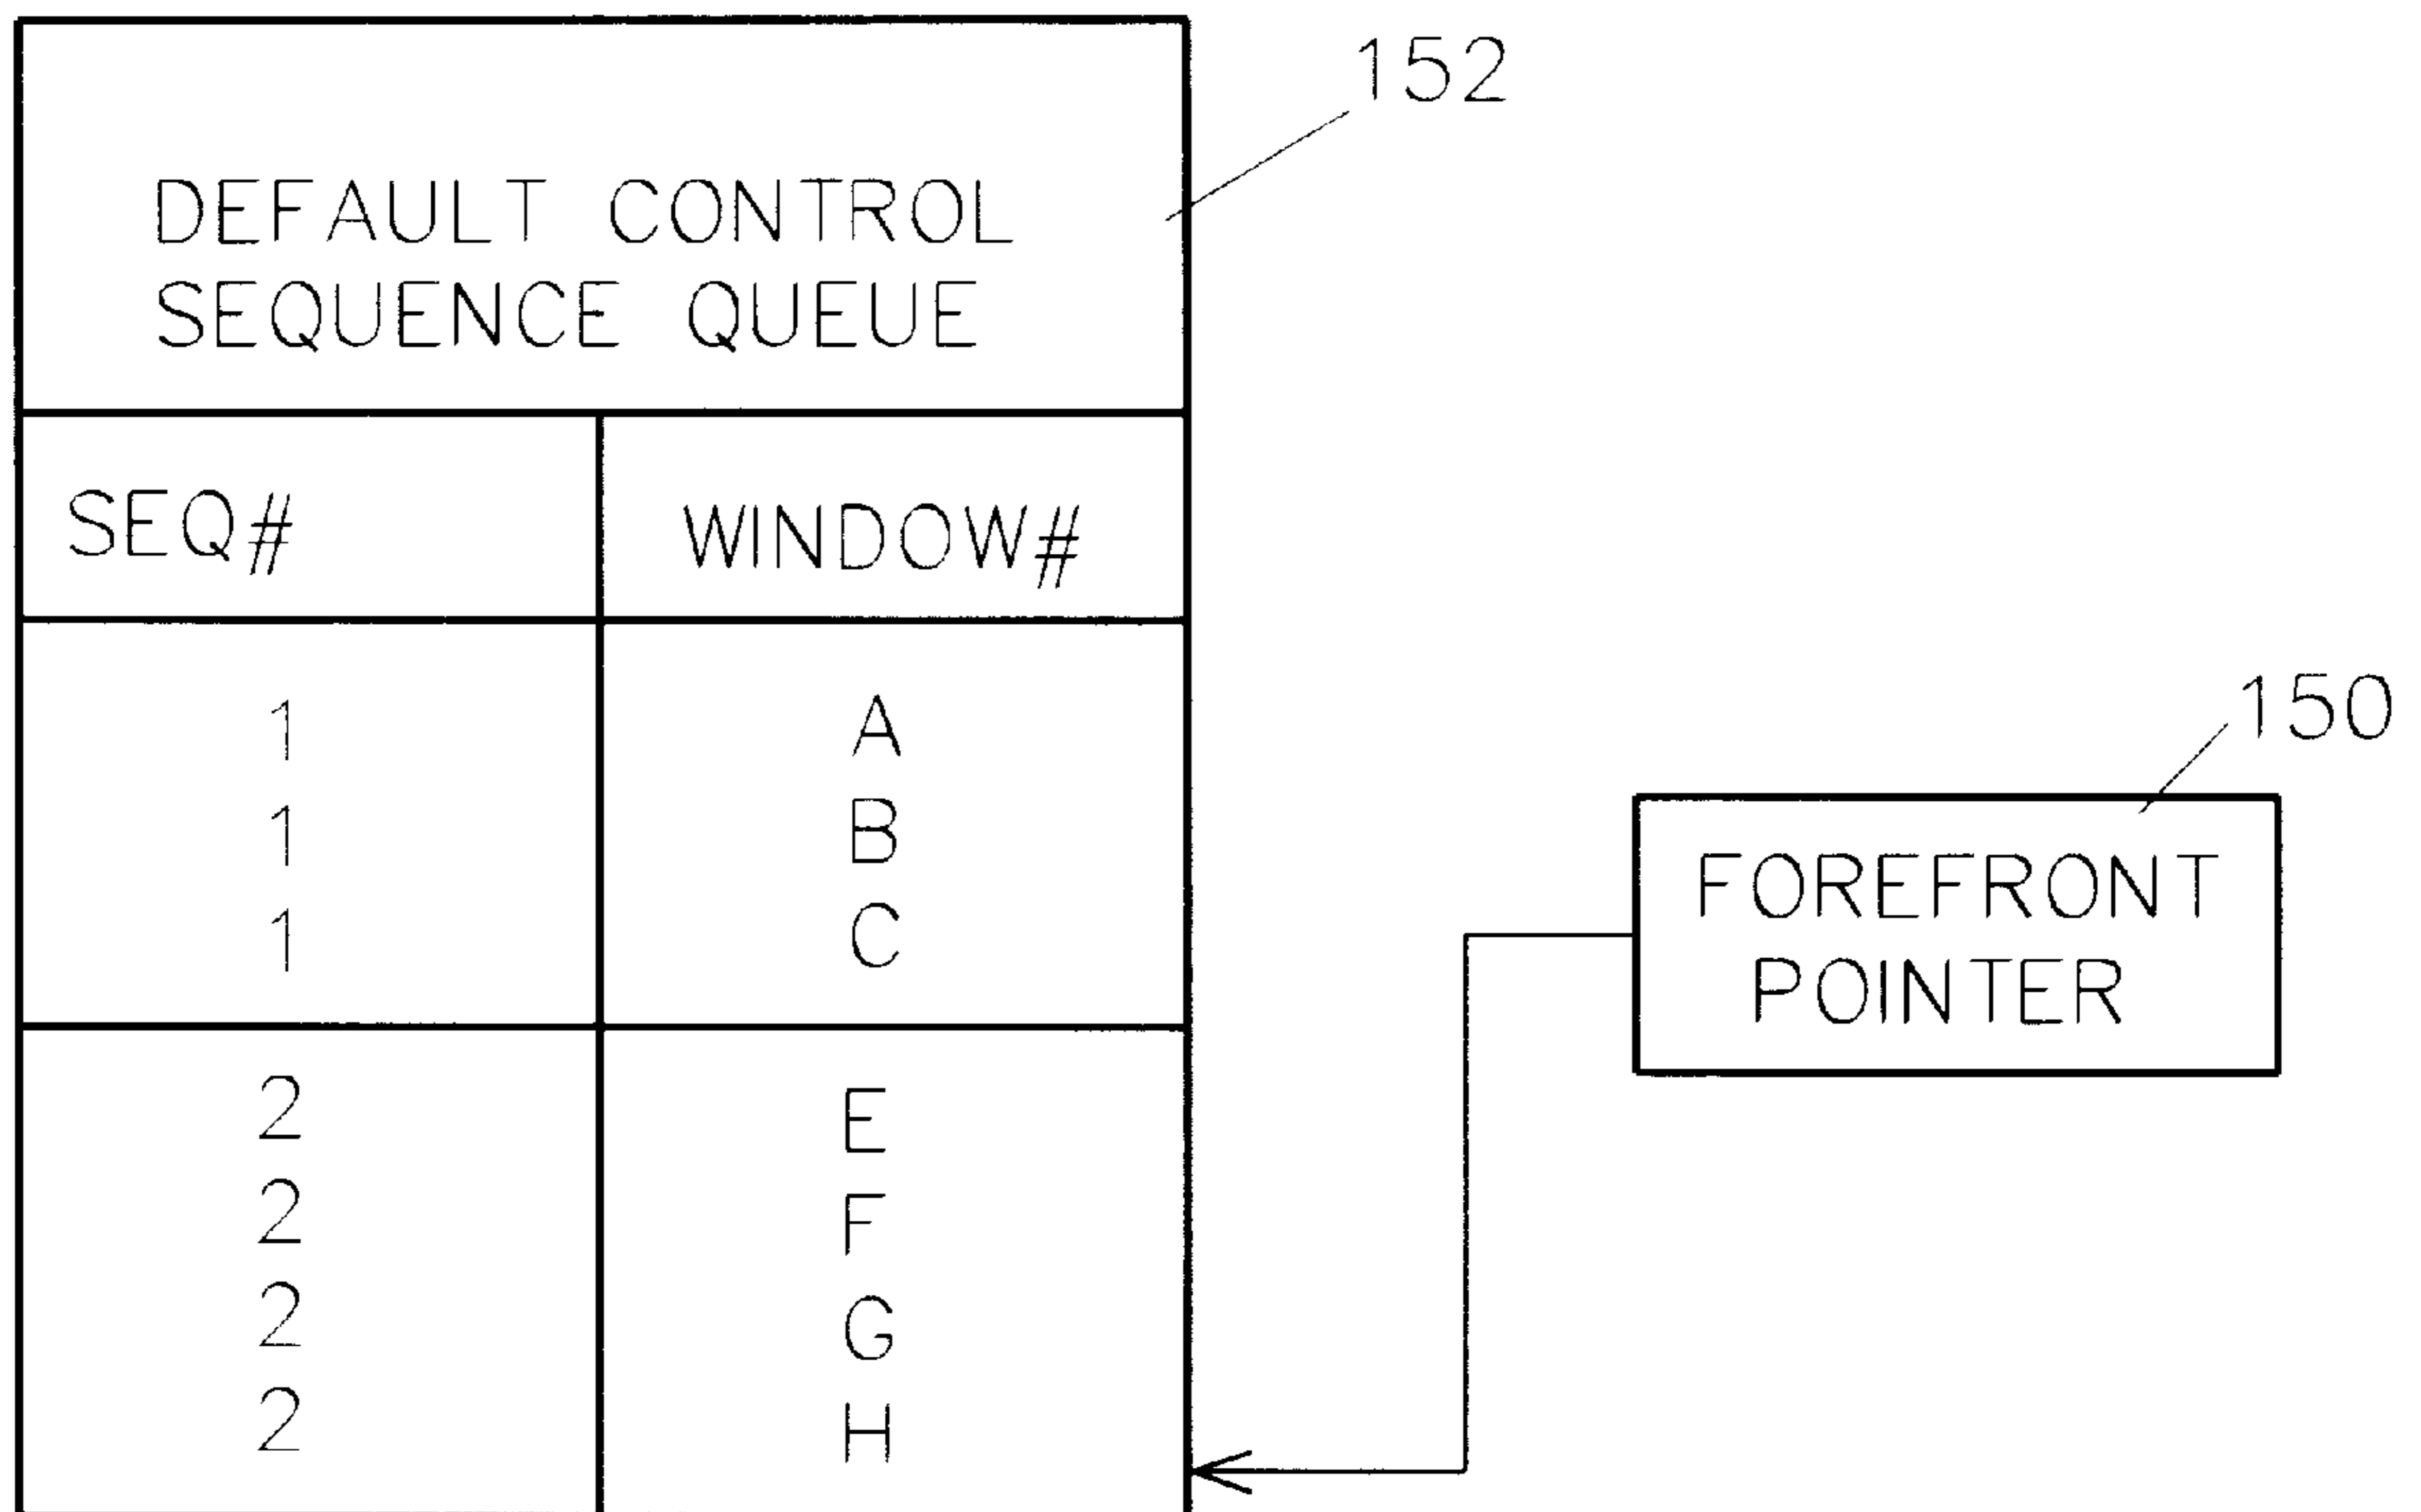 152
DEFAULT CONTROL
SEQUENCE QUEUE
SEQ# WINDOW#
1 A
1 B
1 C
2 E
2 F
2 G
2 H
150
FOREFRONT
POINTER